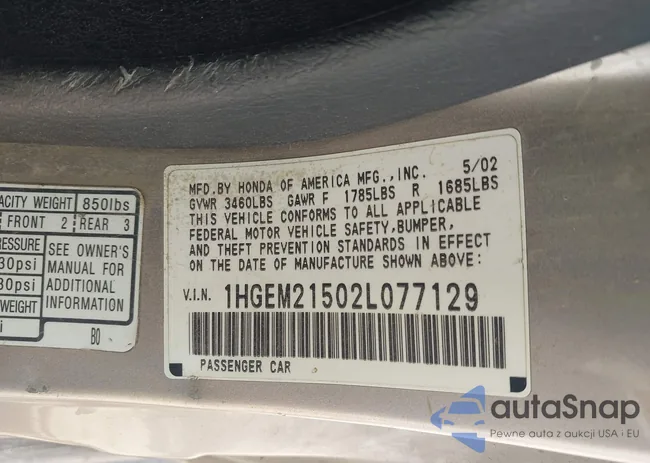 ACITY WEIGHT 850lbs
FRONT 2 REAR 3
PRESSURE
30psi
30psi
WEIGHT
i
SEE OWNER'S
MANUAL FOR
ADDITIONAL
INFORMATION
B0
MFD.BY HONDA OF AMERICA MFG.,INC. 5/02
GVWR 3460LBS GAWR F 1785LBS R 1685LBS
THIS VEHICLE CONFORMS TO ALL APPLICABLE
FEDERAL MOTOR VEHICLE SAFETY,BUMPER,
AND THEFT PREVENTION STANDARDS IN EFFECT
ON THE DATE OF MANUFACTURE SHOWN ABOVE:
V.I.N. 1HGEM21502L077129
PASSENGER CAR
autaSnap
Pewne auta z aukcji USA i EU